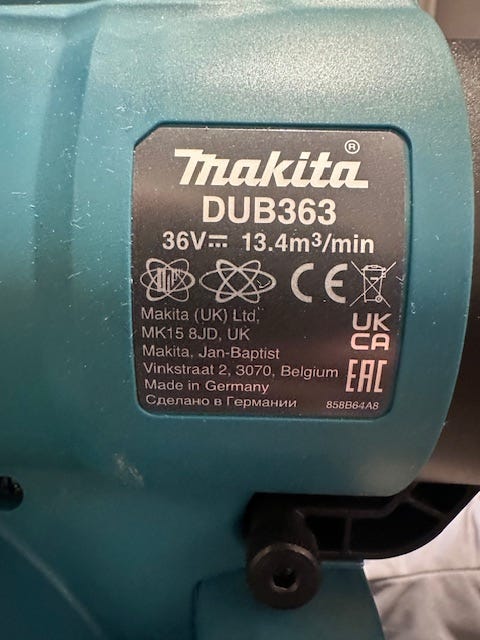 makita®
DUB363
36V⎓ 13.4m³/min
CE
Makita (UK) Ltd,
MK15 8JD, UK
UK
CA
Makita, Jan-Baptist
Vinkstraat 2, 3070, Belgium
Made in Germany
EAC
Сделано в Германии
858B64A8